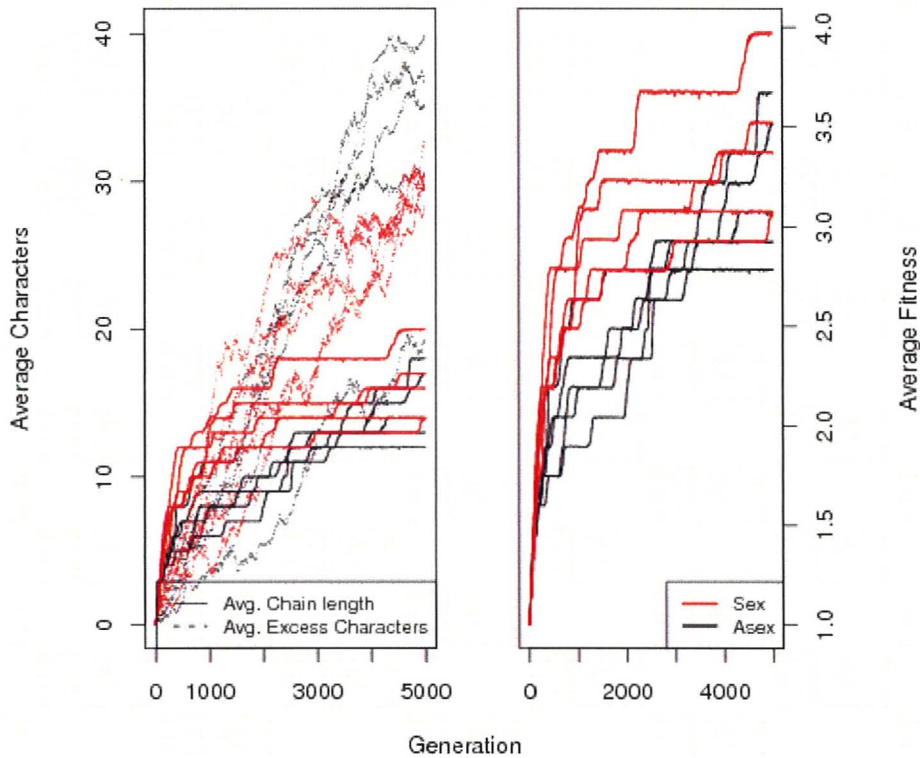 Average Characters
40
30
20
10
0
Avg. Chain length
Avg. Excess Characters
0 1000 3000 5000
4.0
3.5
3.0
2.5
2.0
1.5
1.0
Average Fitness
Sex
Asex
0 2000 4000
Generation